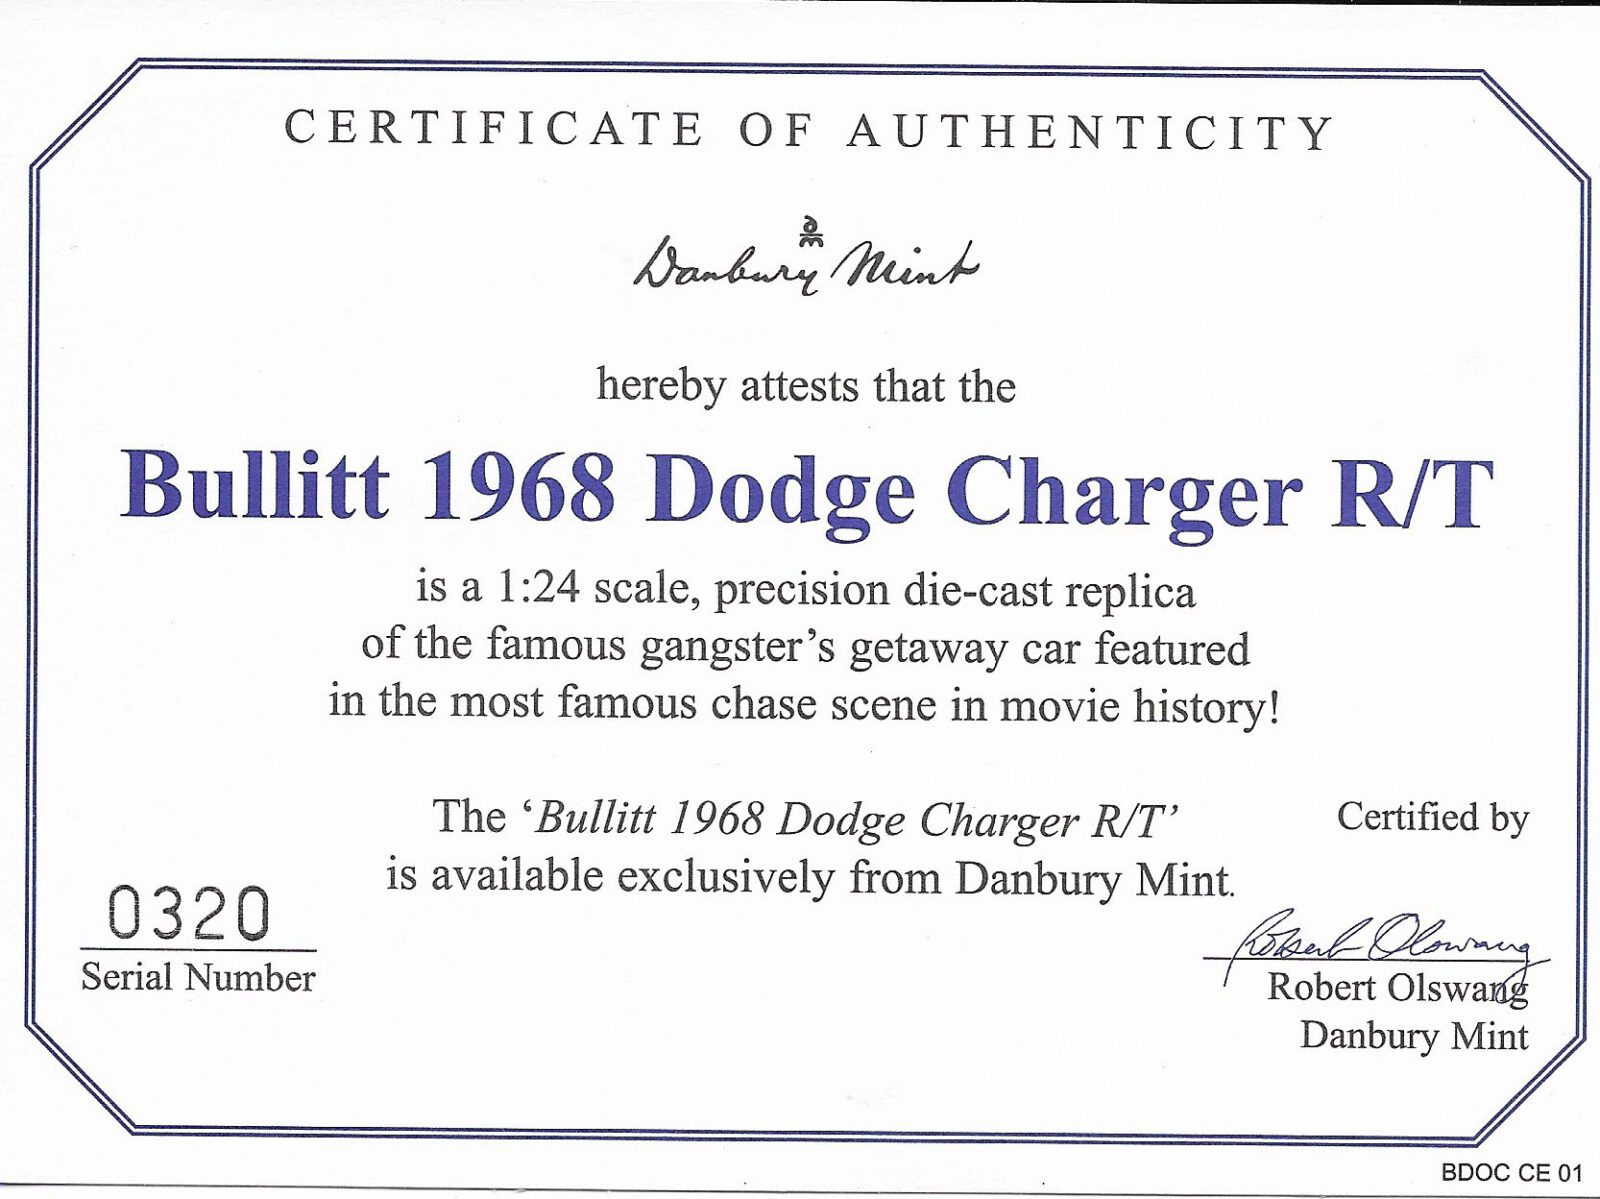 CERTIFICATE OF AUTHENTICITY
Danbury Mint
hereby attests that the
Bullitt 1968 Dodge Charger R/T
is a 1:24 scale, precision die-cast replica
of the famous gangster’s getaway car featured
in the most famous chase scene in movie history!
The ‘Bullitt 1968 Dodge Charger R/T’
is available exclusively from Danbury Mint.
0320
Serial Number
Certified by
Robert Olswang
Robert Olswang
Danbury Mint
BDOC CE 01